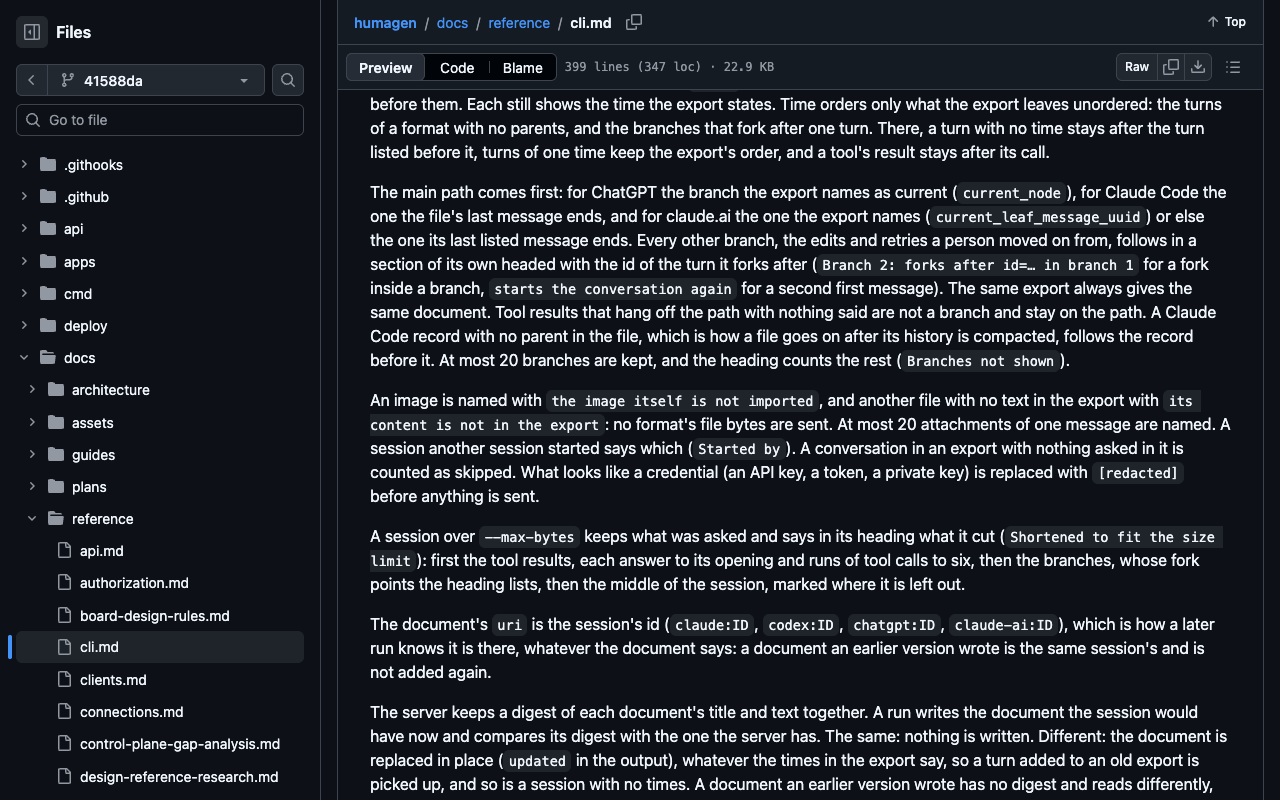 Files
humagen / docs / reference / cli.md
Top
41588da
Preview
Code
Blame
399 lines (347 loc) · 22.9 KB
Raw
Go to file
.githooks
.github
api
apps
cmd
deploy
docs
architecture
assets
guides
plans
reference
api.md
authorization.md
board-design-rules.md
cli.md
clients.md
connections.md
control-plane-gap-analysis.md
design-reference-research.md
before them. Each still shows the time the export states. Time orders only what the export leaves unordered: the turns
of a format with no parents, and the branches that fork after one turn. There, a turn with no time stays after the turn
listed before it, turns of one time keep the export's order, and a tool's result stays after its call.
The main path comes first: for ChatGPT the branch the export names as current (current_node), for Claude Code the
one the file's last message ends, and for claude.ai the one the export names (current_leaf_message_uuid) or else
the one its last listed message ends. Every other branch, the edits and retries a person moved on from, follows in a
section of its own headed with the id of the turn it forks after (Branch 2: forks after id=… in branch 1 for a fork
inside a branch, starts the conversation again for a second first message). The same export always gives the
same document. Tool results that hang off the path with nothing said are not a branch and stay on the path. A Claude
Code record with no parent in the file, which is how a file goes on after its history is compacted, follows the record
before it. At most 20 branches are kept, and the heading counts the rest (Branches not shown).
An image is named with the image itself is not imported, and another file with no text in the export with its
content is not in the export: no format's file bytes are sent. At most 20 attachments of one message are named. A
session another session started says which (Started by). A conversation in an export with nothing asked in it is
counted as skipped. What looks like a credential (an API key, a token, a private key) is replaced with [redacted]
before anything is sent.
A session over --max-bytes keeps what was asked and says in its heading what it cut (Shortened to fit the size
limit): first the tool results, each answer to its opening and runs of tool calls to six, then the branches, whose fork
points the heading lists, then the middle of the session, marked where it is left out.
The document's uri is the session's id (claude:ID, codex:ID, chatgpt:ID, claude-ai:ID), which is how a later
run knows it is there, whatever the document says: a document an earlier version wrote is the same session's and is
not added again.
The server keeps a digest of each document's title and text together. A run writes the document the session would
have now and compares its digest with the one the server has. The same: nothing is written. Different: the document is
replaced in place (updated in the output), whatever the times in the export say, so a turn added to an old export is
picked up, and so is a session with no times. A document an earlier version wrote has no digest and reads differently,